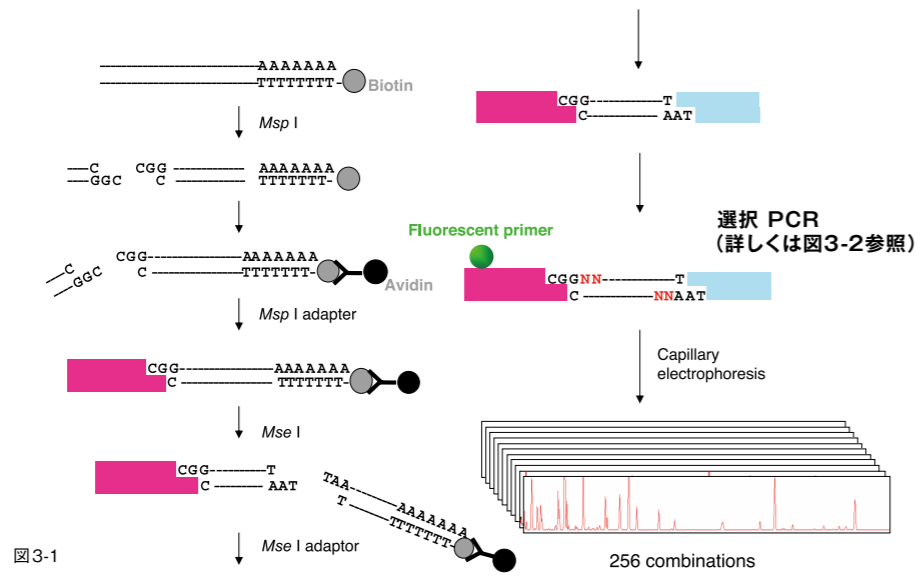 -------------------AAAAAAA
-------------------TTTTTTTT- Biotin
Msp I
---C CGG ----------- AAAAAAA
---GGC C ----------- TTTTTTT-
---C CGG-------------AAAAAAA
---GGC C-------------TTTTTTT- Avidin
Msp I adapter
CGG-------------AAAAAAA
C------------- TTTTTTT-
Mse I
CGG----------T
C---------- AAT
TAA------AAAAAAA
T ------TTTTTTT-
図3-1
Mse I adaptor
CGG-------------T
C------------- AAT
選択 PCR
(詳しくは図3-2参照)
Fluorescent primer
CGGNN-------------T
C -------------NNAAT
Capillary
electrophoresis
256 combinations